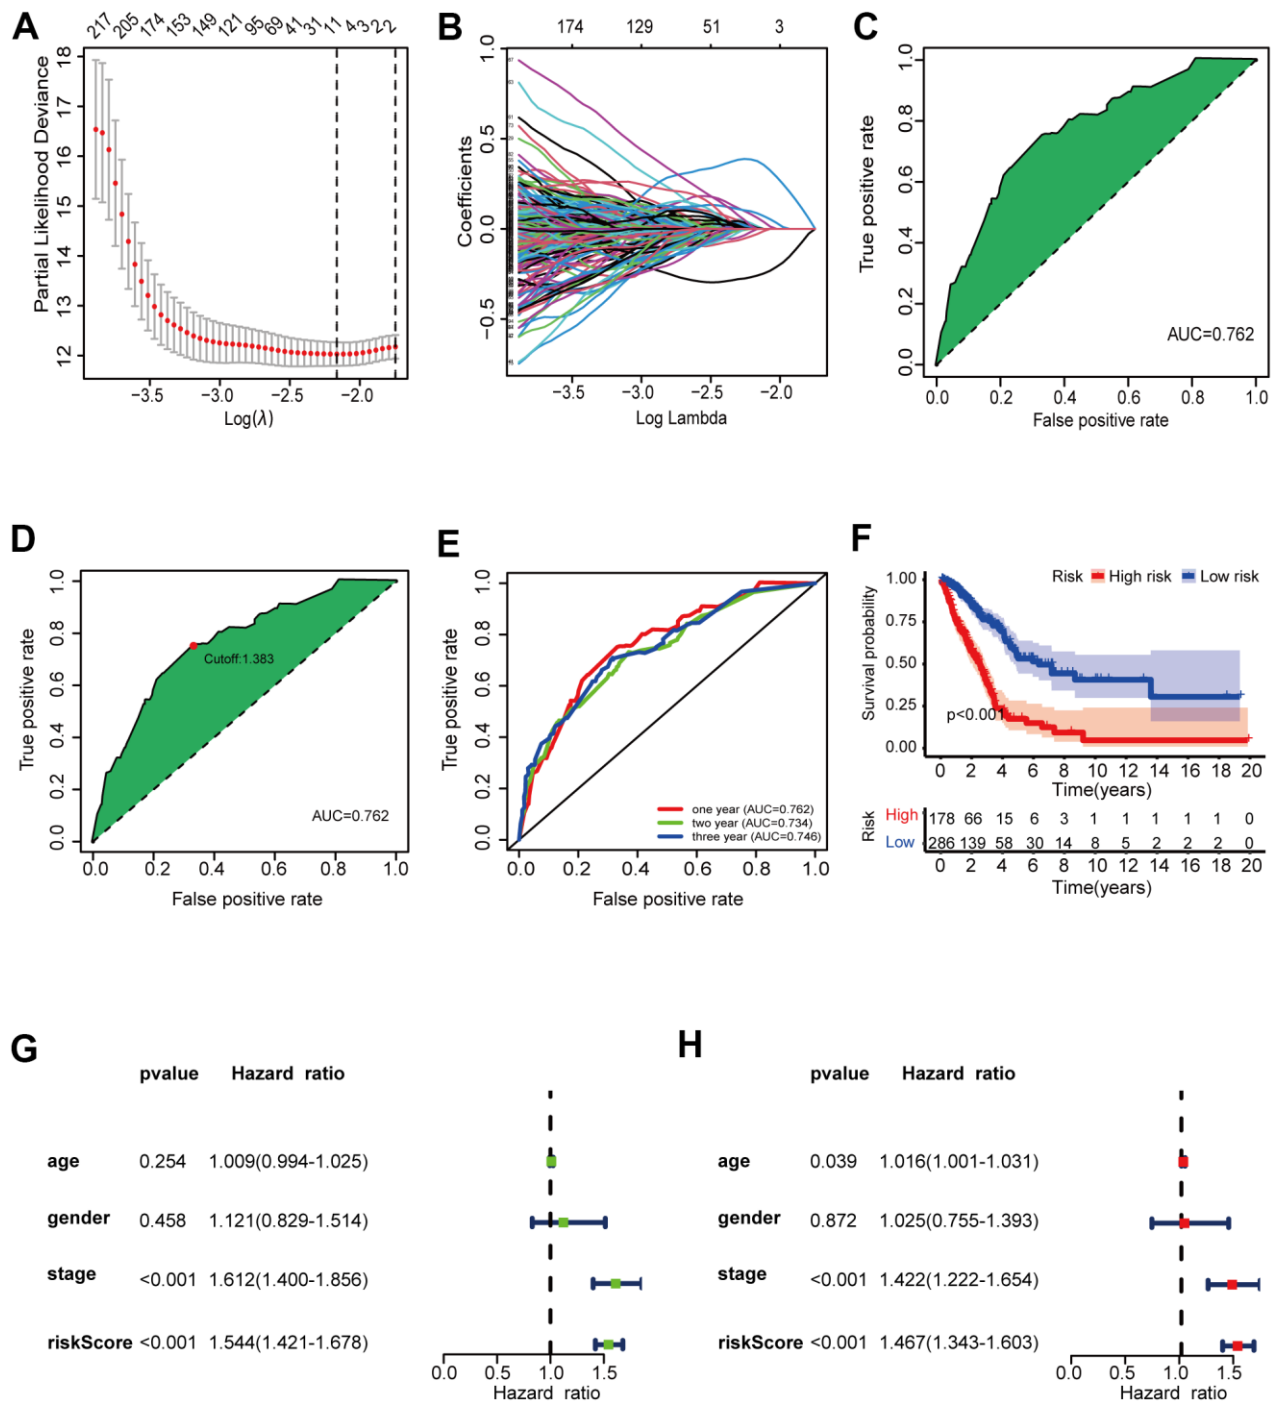 A
217 205 174 153 149 121 95 69 41 31 11 4 3 2 2
Partial Likelihood Deviance
18
17
16
15
14
13
12
−3.5 −3.0 −2.5 −2.0
Log(λ)
B
174 129 51 3
Coefficients
1.0
0.5
0.0
−0.5
−3.5 −3.0 −2.5 −2.0
Log Lambda
C
True positive rate
1.0
0.8
0.6
0.4
0.2
0.0
AUC=0.762
0.0 0.2 0.4 0.6 0.8 1.0
False positive rate
D
True positive rate
1.0
0.8
0.6
0.4
0.2
0.0
Cutoff:1.383
AUC=0.762
0.0 0.2 0.4 0.6 0.8 1.0
False positive rate
E
True positive rate
1.0
0.8
0.6
0.4
0.2
0.0
one year (AUC=0.762)
two year (AUC=0.734)
three year (AUC=0.746)
0.0 0.2 0.4 0.6 0.8 1.0
False positive rate
F
Risk High risk Low risk
Survival probability
1.00
0.75
0.50
0.25
0.00
p<0.001
0 2 4 6 8 10 12 14 16 18 20
Time(years)
Risk
High 178 66 15 6 3 1 1 1 1 1 0
Low 286 139 58 30 14 8 5 2 2 2 0
0 2 4 6 8 10 12 14 16 18 20
Time(years)
G
pvalue Hazard ratio
age 0.254 1.009(0.994-1.025)
gender 0.458 1.121(0.829-1.514)
stage <0.001 1.612(1.400-1.856)
riskScore <0.001 1.544(1.421-1.678)
0.0 0.5 1.0 1.5
Hazard ratio
H
pvalue Hazard ratio
age 0.039 1.016(1.001-1.031)
gender 0.872 1.025(0.755-1.393)
stage <0.001 1.422(1.222-1.654)
riskScore <0.001 1.467(1.343-1.603)
0.0 0.5 1.0 1.5
Hazard ratio